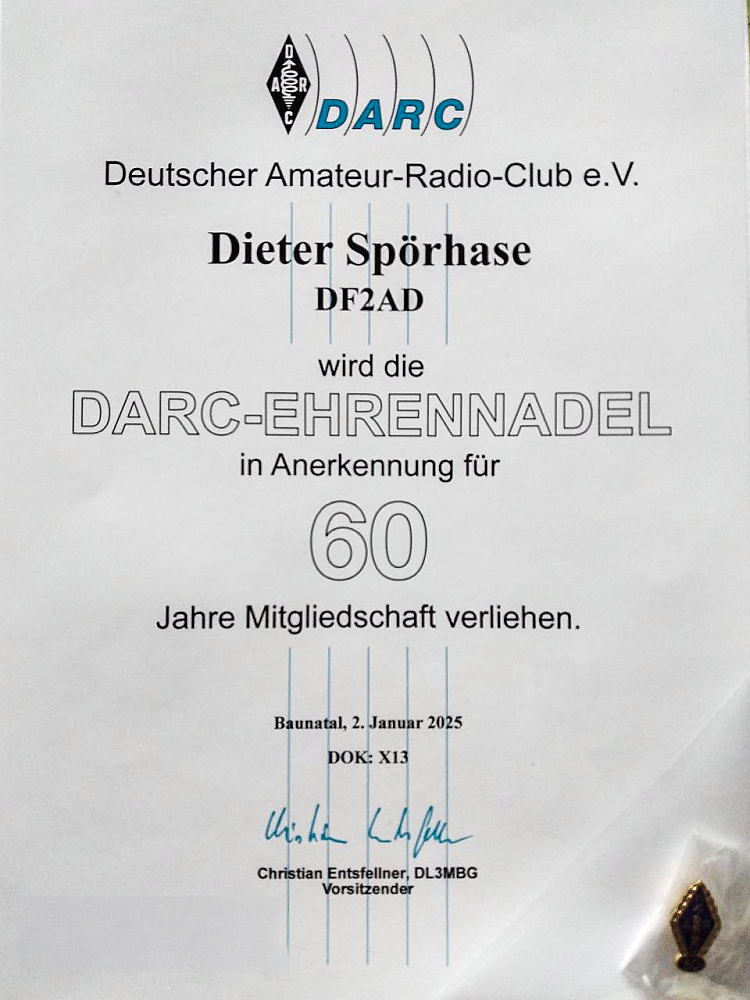 D
A R
C
DARC
Deutscher Amateur-Radio-Club e.V.
Dieter Spörhase
DF2AD
wird die
DARC-EHRENNADEL
in Anerkennung für
60
Jahre Mitgliedschaft verliehen.
Baunatal, 2. Januar 2025
DOK: X13
Christian Entsfellner, DL3MBG
Vorsitzender